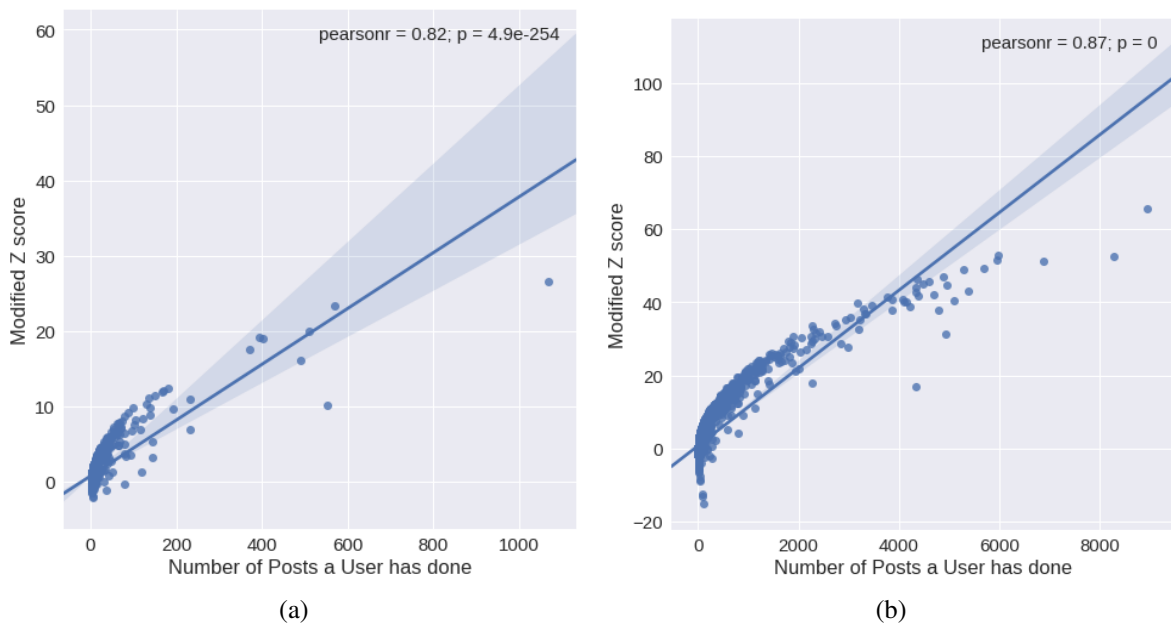 pearsonr = 0.82; p = 4.9e-254
60
50
40
30
20
10
0
Modified Z score
0 200 400 600 800 1000
Number of Posts a User has done
(a)
pearsonr = 0.87; p = 0
100
80
60
40
20
0
−20
Modified Z score
0 2000 4000 6000 8000
Number of Posts a User has done
(b)